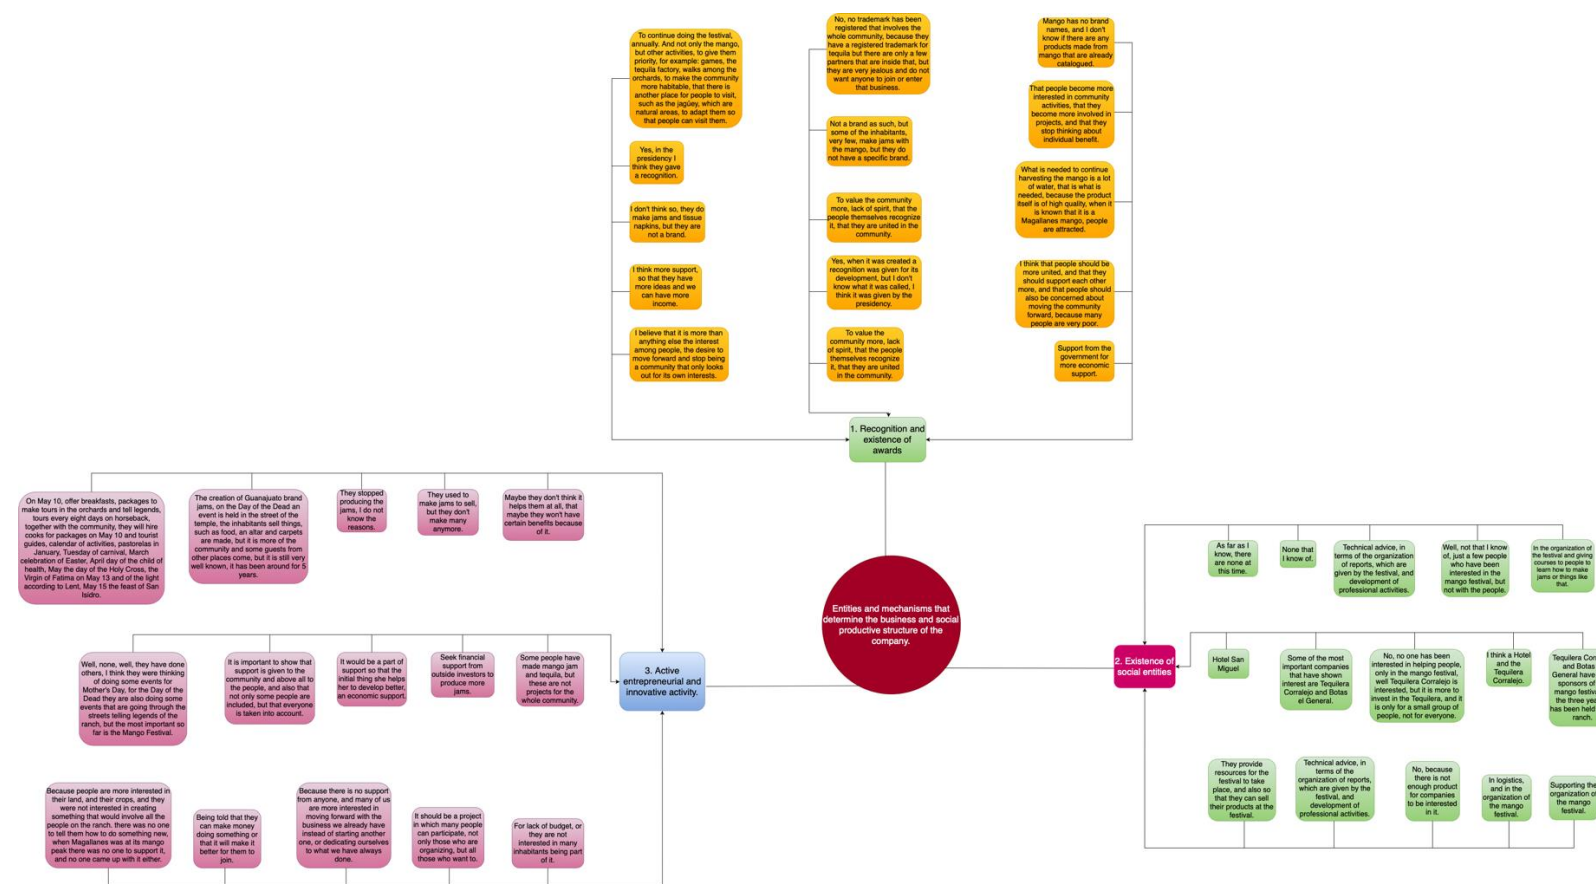 To continue doing the festival,
annually. And not only the mango,
but other activities, to give them
priority, for example: games, the
tequila factory, walks among the
orchards, to make the community
more habitable, that there is
another place for people to visit,
such as the jagüey, which are
natural areas, to adapt them so
that people can visit them.
Yes, in the
presidency I
think they gave
a recognition.
I don't think so, they do
make jams and tissue
napkins, but they are
not a brand.
I think more support,
so that they have
more ideas and we
can have more
income.
I believe that it is more than
anything else the interest
among people, the desire to
move forward and stop being
a community that only looks
out for its own interests.
No, no trademark has been
registered that involves the
whole community, because they
have a registered trademark for
tequila but there are only a few
partners that are inside that, but
they are very jealous and do not
want anyone to join or enter
that business.
Not a brand as such, but
some of the inhabitants,
very few, make jams with
the mango, but they do
not have a specific brand.
To value the community
more, lack of spirit, that the
people themselves recognize
it, that they are united in the
community.
Yes, when it was created a
recognition was given for its
development, but I don't
know what it was called, I
think it was given by the
presidency.
To value the
community more, lack
of spirit, that the people
themselves recognize
it, that they are united
in the community.
Mango has no brand
names, and I don't
know if there are any
products made from
mango that are already
catalogued.
That people become more
interested in community
activities, that they
become more involved in
projects, and that they
stop thinking about
individual benefit.
What is needed to continue
harvesting the mango is a lot
of water, that is what is
needed, because the product
itself is of high quality, when it
is known that it is a
Magallanes mango, people
are attracted.
I think that people should be
more united, and that they
should support each other
more, and that people should
also be concerned about
moving the community
forward, because many
people are very poor.
Support from the
government for
more economic
support.
1. Recognition and
existence of
awards
On May 10, offer breakfasts, packages to
make tours in the orchards and tell legends,
tours every eight days on horseback,
together with the community, they will hire
cooks for packages on May 10 and tourist
guides, calendar of activities, pastorelas in
January, Tuesday of carnival, March
celebration of Easter, April day of the child of
health, May the day of the Holy Cross, the
Virgin of Fatima on May 13 and of the light
according to Lent, May 15 the feast of San
Isidro.
The creation of Guanajuato brand
jams, on the Day of the Dead an
event is held in the street of the
temple, the inhabitants sell things,
such as food, an altar and carpets
are made, but it is more of the
community and some guests from
other places come, but it is still very
well known, it has been around for 5
years.
They stopped
producing the
jams, I do not
know the
reasons.
They used to
make jams to sell,
but they don't
make many
anymore.
Maybe they don't think it
helps them at all, that
maybe they won't have
certain benefits because
of it.
Well, none, well, they have done
others, I think they were thinking
of doing some events for
Mother's Day, for the Day of the
Dead they are also doing some
events that are going through the
streets telling legends of the
ranch, but the most important so
far is the Mango Festival.
It is important to show that
support is given to the
community and above all to
the people, and also that
not only some people are
included, but that everyone
is taken into account.
It would be a part of
support so that the
initial thing she helps
her to develop better,
an economic support.
Seek financial
support from
outside investors to
produce more
jams.
Some people have
made mango jam
and tequila, but
these are not
projects for the
whole community.
3. Active
entrepreneurial and
innovative activity.
Because people are more interested in
their land, and their crops, and they
were not interested in creating
something that would involve all the
people on the ranch. there was no one
to tell them how to do something new,
when Magallanes was at its mango
peak there was no one to support it,
and no one came up with it either.
Being told that they
can make money
doing something or
that it will make it
better for them to
join.
Because there is no support
from anyone, and many of us
are more interested in
moving forward with the
business we already have
instead of starting another
one, or dedicating ourselves
to what we have always
done.
It should be a project
in which many people
can participate, not
only those who are
organizing, but all
those who want to.
For lack of budget, or
they are not
interested in many
inhabitants being part
of it.
Entities and mechanisms that
determine the business and social
productive structure of the
company.
As far as I
know, there
are none at
this time.
None that
I know of.
Technical advice, in
terms of the organization
of reports, which are
given by the festival, and
development of
professional activities.
Well, not that I know
of, just a few people
who have been
interested in the
mango festival, but
not with the people.
In the organization of
the festival and giving
courses to people to
learn how to make
jams or things like
that.
2. Existence of
social entities
Hotel San
Miguel
Some of the most
important companies
that have shown
interest are Tequilera
Corralejo and Botas
el General.
No, no one has been
interested in helping people,
only in the mango festival,
well Tequilera Corralejo is
interested, but it is more to
invest in the Tequilera, and it
is only for a small group of
people, not for everyone.
I think a Hotel
and the
Tequilera
Corralejo.
Tequilera Cor
and Botas
General have
sponsors of
mango festiv
the three yea
has been held
ranch.
They provide
resources for the
festival to take
place, and also so
that they can sell
their products at the
festival.
Technical advice, in
terms of the
organization of reports,
which are given by the
festival, and
development of
professional activities.
No, because
there is not
enough product
for companies
to be interested
in it.
In logistics,
and in the
organization of
the mango
festival.
Supporting the
organization of
the mango
festival.